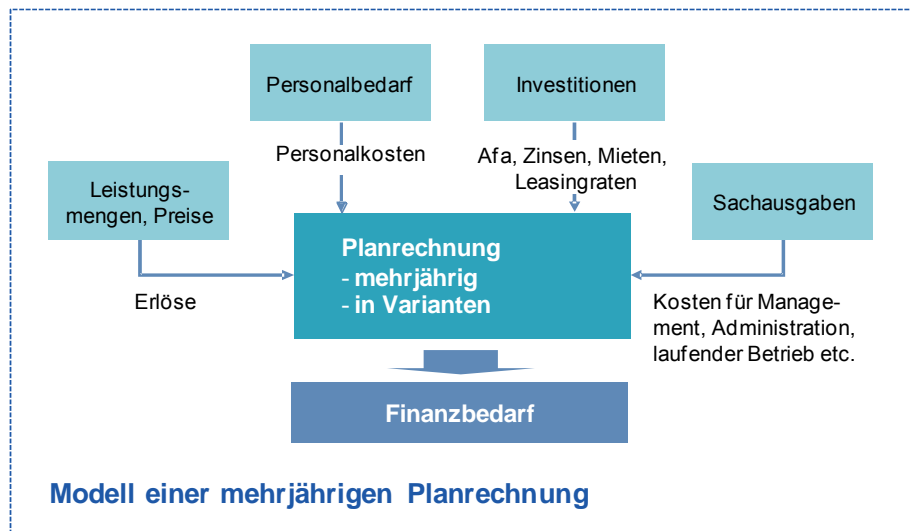 Personalbedarf
Investitionen
Personalkosten
Afa, Zinsen, Mieten,
Leasingraten
Leistungs-
mengen, Preise
Sachausgaben
Planrechnung
- mehrjährig
- in Varianten
Erlöse
Kosten für Manage-
ment, Administration,
laufender Betrieb etc.
Finanzbedarf
Modell einer mehrjährigen Planrechnung